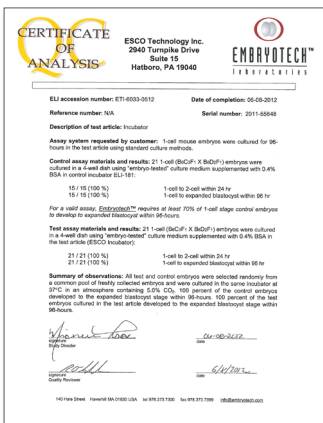 CERTIFICATE
OF
ANALYSIS
ESCO Technology Inc.
2940 Turnpike Drive
Suite 15
Hatboro, PA 19040
EMBRYOTECH
laboratories
ELI accession number: ETI-6033-0512
Date of completion: 06-08-2012
Reference number: N/A
Serial number: 2011-65648
Description of test article: Incubator
Assay system requested by customer: 1-cell mouse embryos were cultured for 96-
hours in the test article using standard culture methods.
Control assay materials and results: 21 1-cell (B6C3F1 X B6D2F1) embryos were
cultured in a 4-well dish using "embryo-tested" culture medium supplemented with 0.4%
BSA in control incubator ELI-181:
15 / 15 (100 %) 1-cell to 2-cell within 24 hr
15 / 15 (100 %) 1-cell to expanded blastocyst within 96 hr
For a valid assay, Embryotech™ requires at least 70% of 1-cell stage control embryos
to develop to expanded blastocyst within 96-hours.
Test assay materials and results: 21 1-cell (B6C3F1 X B6D2F1) embryos were cultured
in a 4-well dish using "embryo-tested" culture medium supplemented with 0.4% BSA in
the test article (ESCO Incubator):
21 / 21 (100 %) 1-cell to 2-cell within 24 hr
21 / 21 (100 %) 1-cell to expanded blastocyst within 96 hr
Summary of observations: All test and control embryos were selected randomly from
a common pool of freshly collected embryos and were cultured in the same incubator at
37°C in an atmosphere containing 5.0% CO2. 100 percent of the control embryos
developed to the expanded blastocyst stage within 96-hours. 100 percent of the test
embryos cultured in the test article developed to the expanded blastocyst stage within
96-hours.
06-08-2012
signature
Study Director
date
6/8/2012
signature
Quality Reviewer
date
140 Hale Street Haverhill MA 01830 USA tel 978.373.7300 fax 978.373.7399 info@embryotech.com